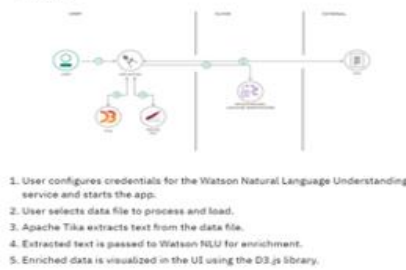 USER
1. User configures credentials for the Watson Natural Language Understanding
service and starts the app.
2. User selects data file to process and load.
3. Apache Tika extracts text from the data file.
4. Extracted text is passed to Watson NLU for enrichment.
5. Enriched data is visualized in the UI using the D3.js library.